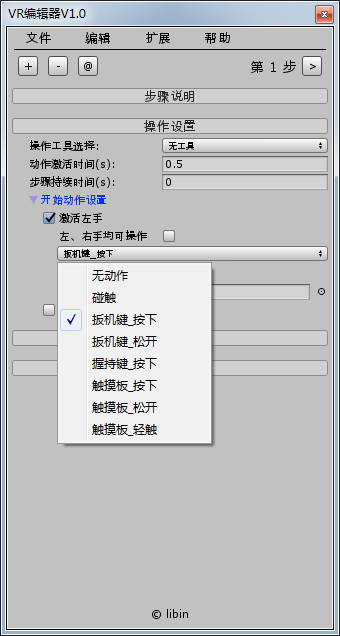 VR编辑器V1.0
文件 编辑 扩展 帮助
+ - @ 第 1 步 >
步骤说明
操作设置
操作工具选择: 无工具
动作激活时间(s): 0.5
步骤持续时间(s): 0
开始动作设置
激活左手
左、右手均可操作
扳机键_按下
无动作
碰触
扳机键_按下
扳机键_松开
握持键_按下
触摸板_按下
触摸板_松开
触摸板_轻触
© libin